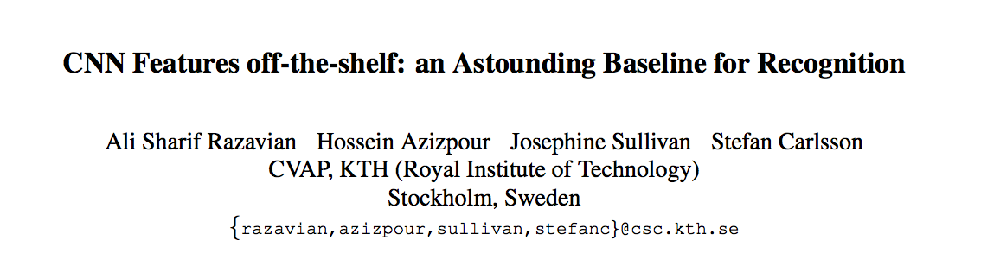 CNN Features off-the-shelf: an Astounding Baseline for Recognition
Ali Sharif Razavian Hossein Azizpour Josephine Sullivan Stefan Carlsson
CVAP, KTH (Royal Institute of Technology)
Stockholm, Sweden
{razavian,azizpour,sullivan,stefanc}@csc.kth.se